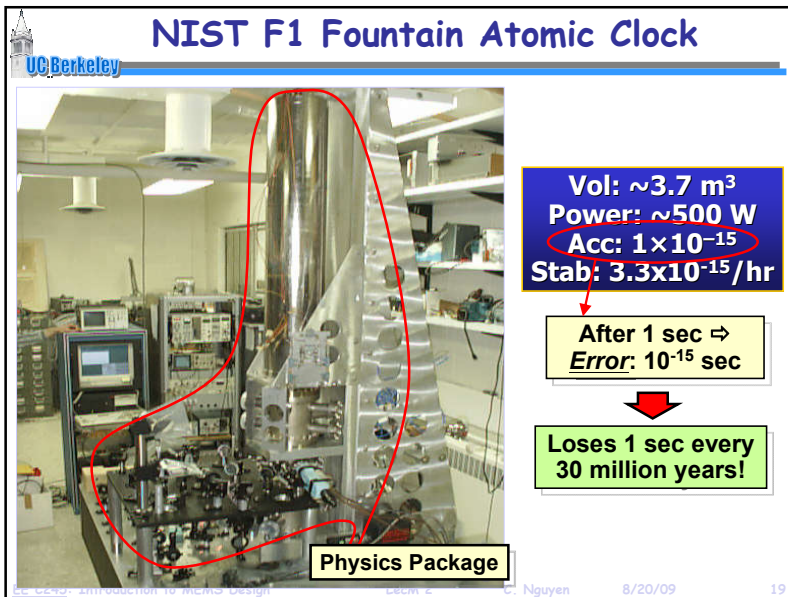 NIST F1 Fountain Atomic Clock
UC Berkeley
Vol: ~3.7 m³
Power: ~500 W
Acc: 1×10⁻¹⁵
Stab: 3.3x10⁻¹⁵/hr
After 1 sec ⇨
Error: 10⁻¹⁵ sec
Loses 1 sec every
30 million years!
Physics Package
EE C245: Introduction to MEMS Design LecM 2 C. Nguyen 8/20/09 19